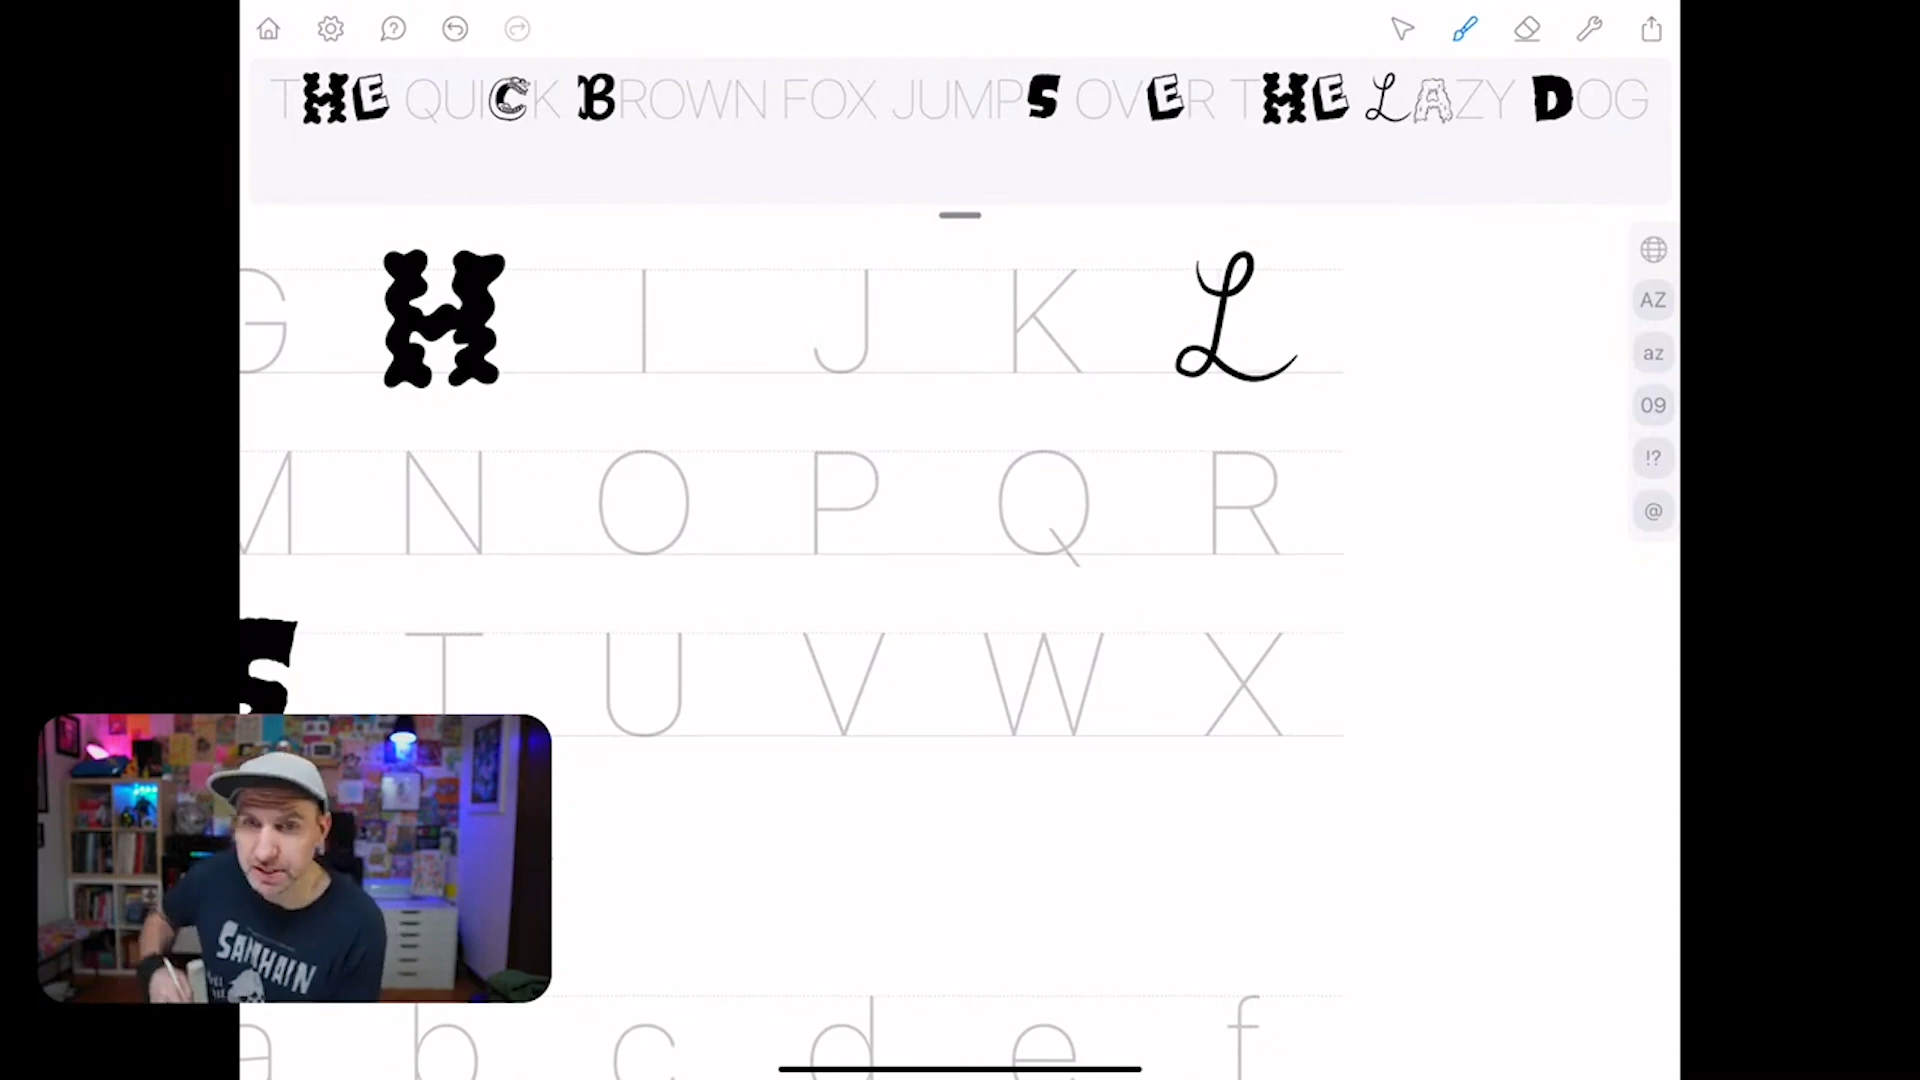 THE QUICK BROWN FOX JUMPS OVER THE LAZY DOG
G H I J K L
AZ
az
09
!?
@
M N O P Q R
S T U V W X
SAMHAIN
a b c d e f